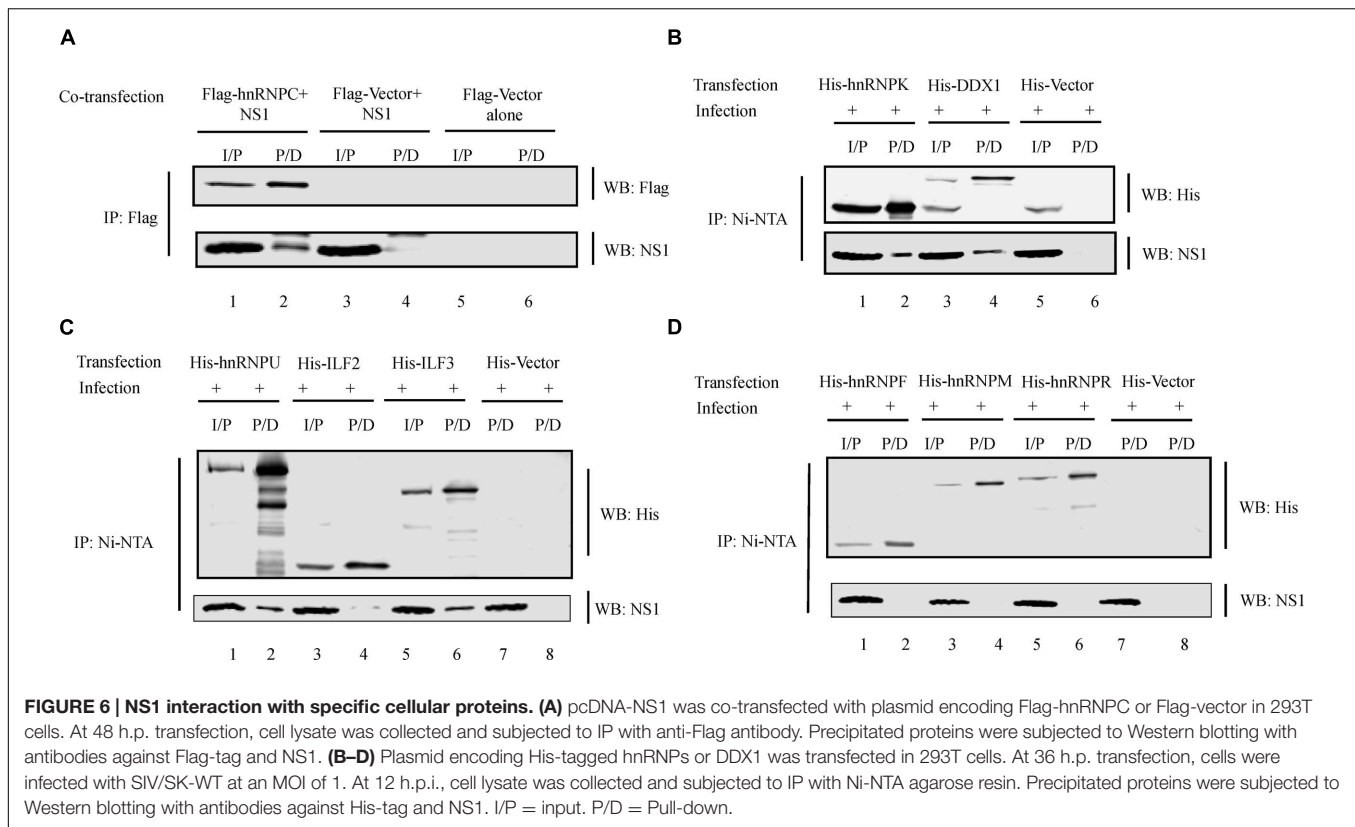 A
Co-transfection
Flag-hnRNPC+ Flag-Vector+ Flag-Vector
NS1 NS1 alone
I/P P/D I/P P/D I/P P/D
IP: Flag
WB: Flag
WB: NS1
1 2 3 4 5 6
B
Transfection His-hnRNPK His-DDX1 His-Vector
Infection + + + + + +
I/P P/D I/P P/D I/P P/D
IP: Ni-NTA
WB: His
WB: NS1
1 2 3 4 5 6
C
Transfection His-hnRNPU His-ILF2 His-ILF3 His-Vector
Infection + + + + + + + +
I/P P/D I/P P/D I/P P/D P/D P/D
IP: Ni-NTA
WB: His
WB: NS1
1 2 3 4 5 6 7 8
D
Transfection His-hnRNPF His-hnRNPM His-hnRNPR His-Vector
Infection + + + + + + + +
I/P P/D I/P P/D I/P P/D P/D P/D
IP: Ni-NTA
WB: His
WB: NS1
1 2 3 4 5 6 7 8
FIGURE 6 | NS1 interaction with specific cellular proteins. (A) pcDNA-NS1 was co-transfected with plasmid encoding Flag-hnRNPC or Flag-vector in 293T
cells. At 48 h.p. transfection, cell lysate was collected and subjected to IP with anti-Flag antibody. Precipitated proteins were subjected to Western blotting with
antibodies against Flag-tag and NS1. (B–D) Plasmid encoding His-tagged hnRNPs or DDX1 was transfected in 293T cells. At 36 h.p. transfection, cells were
infected with SIV/SK-WT at an MOI of 1. At 12 h.p.i., cell lysate was collected and subjected to IP with Ni-NTA agarose resin. Precipitated proteins were subjected to
Western blotting with antibodies against His-tag and NS1. I/P = input. P/D = Pull-down.